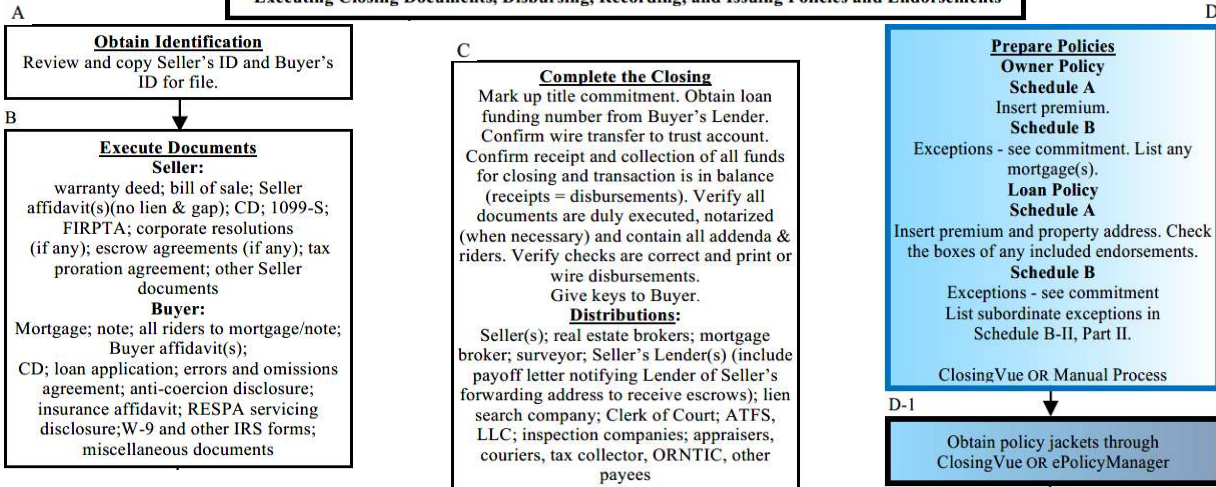 Executing Closing Documents, Disbursing, Recording, and Issuing Policies and Endorsements
A
Obtain Identification
Review and copy Seller's ID and Buyer's
ID for file.
B
Execute Documents
Seller:
warranty deed; bill of sale; Seller
affidavit(s)(no lien & gap); CD; 1099-S;
FIRPTA; corporate resolutions
(if any); escrow agreements (if any); tax
proration agreement; other Seller
documents
Buyer:
Mortgage; note; all riders to mortgage/note;
Buyer affidavit(s);
CD; loan application; errors and omissions
agreement; anti-coercion disclosure;
insurance affidavit; RESPA servicing
disclosure;W-9 and other IRS forms;
miscellaneous documents
C
Complete the Closing
Mark up title commitment. Obtain loan
funding number from Buyer's Lender.
Confirm wire transfer to trust account.
Confirm receipt and collection of all funds
for closing and transaction is in balance
(receipts = disbursements). Verify all
documents are duly executed, notarized
(when necessary) and contain all addenda &
riders. Verify checks are correct and print or
wire disbursements.
Give keys to Buyer.
Distributions:
Seller(s); real estate brokers; mortgage
broker; surveyor; Seller's Lender(s) (include
payoff letter notifying Lender of Seller's
forwarding address to receive escrows); lien
search company; Clerk of Court; ATFS,
LLC; inspection companies; appraisers,
couriers, tax collector, ORNTIC, other
payees
D
Prepare Policies
Owner Policy
Schedule A
Insert premium.
Schedule B
Exceptions - see commitment. List any
mortgage(s).
Loan Policy
Schedule A
Insert premium and property address. Check
the boxes of any included endorsements.
Schedule B
Exceptions - see commitment
List subordinate exceptions in
Schedule B-II, Part II.
ClosingVue OR Manual Process
D-1
Obtain policy jackets through
ClosingVue OR ePolicyManager